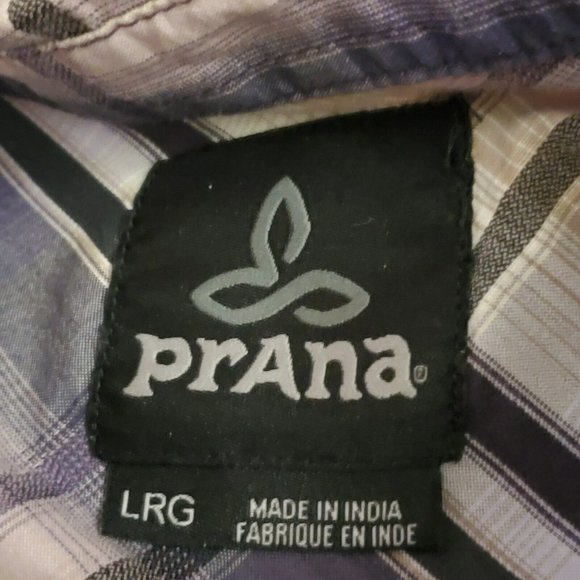 prAna®
LRG
MADE IN INDIA
FABRIQUE EN INDE